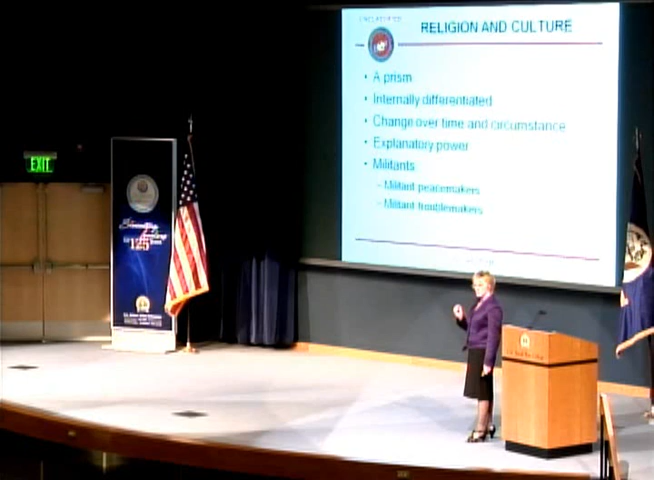 UNCLASSIFIED
RELIGION AND CULTURE
• A prism
• Internally differentiated
• Change over time and circumstance
• Explanatory power
• Militants
– Militant peacemakers
– Militant troublemakers
EXIT
125